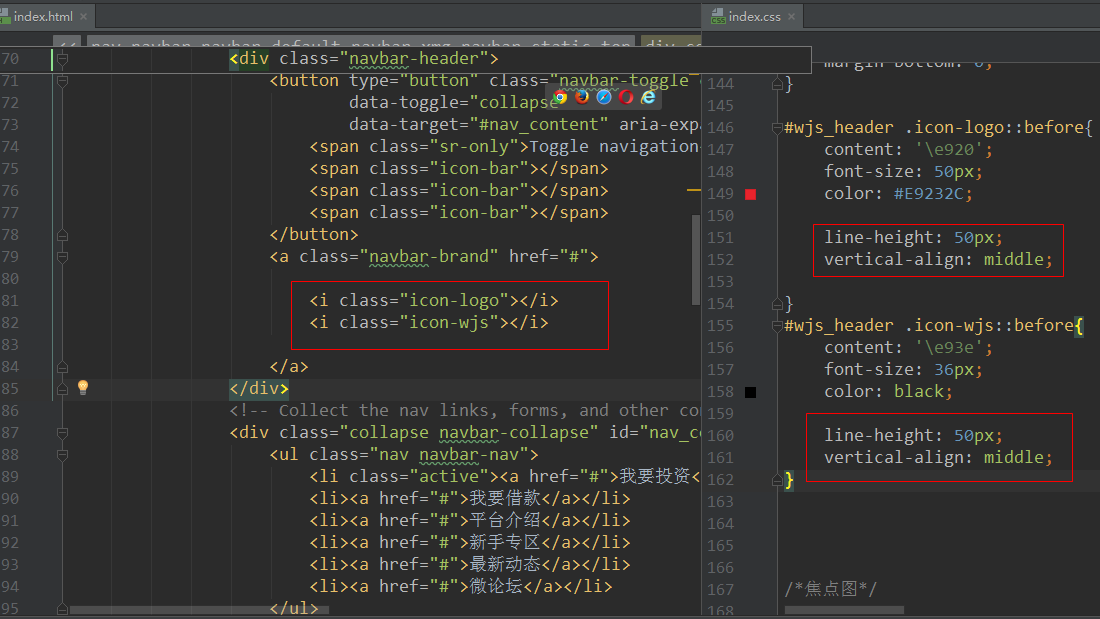 index.html
index.css
nav.navbar.navbar-default.navbar-xmg.navbar-static-top
70 <div class="navbar-header">
71 <button type="button" class="navbar-toggle
72 data-toggle="collapse
73 data-target="#nav_content" aria-expa
74 <span class="sr-only">Toggle navigation
75 <span class="icon-bar"></span>
76 <span class="icon-bar"></span>
77 <span class="icon-bar"></span>
78 </button>
79 <a class="navbar-brand" href="#">
80
81 <i class="icon-logo"></i>
82 <i class="icon-wjs"></i>
83
84 </a>
85 </div>
86 <!-- Collect the nav links, forms, and other con
87 <div class="collapse navbar-collapse" id="nav_co
88 <ul class="nav navbar-nav">
89 <li class="active"><a href="#">我要投资<
90 <li><a href="#">我要借款</a></li>
91 <li><a href="#">平台介绍</a></li>
92 <li><a href="#">新手专区</a></li>
93 <li><a href="#">最新动态</a></li>
94 <li><a href="#">微论坛</a></li>
95 </ul>
margin-bottom: 0;
144 }
145
146 #wjs_header .icon-logo::before{
147 content: '\e920';
148 font-size: 50px;
149 color: #E9232C;
150
151 line-height: 50px;
152 vertical-align: middle;
153
154 }
155 #wjs_header .icon-wjs::before{
156 content: '\e93e';
157 font-size: 36px;
158 color: black;
159
160 line-height: 50px;
161 vertical-align: middle;
162 }
163
164
165
166
167 /*焦点图*/
168